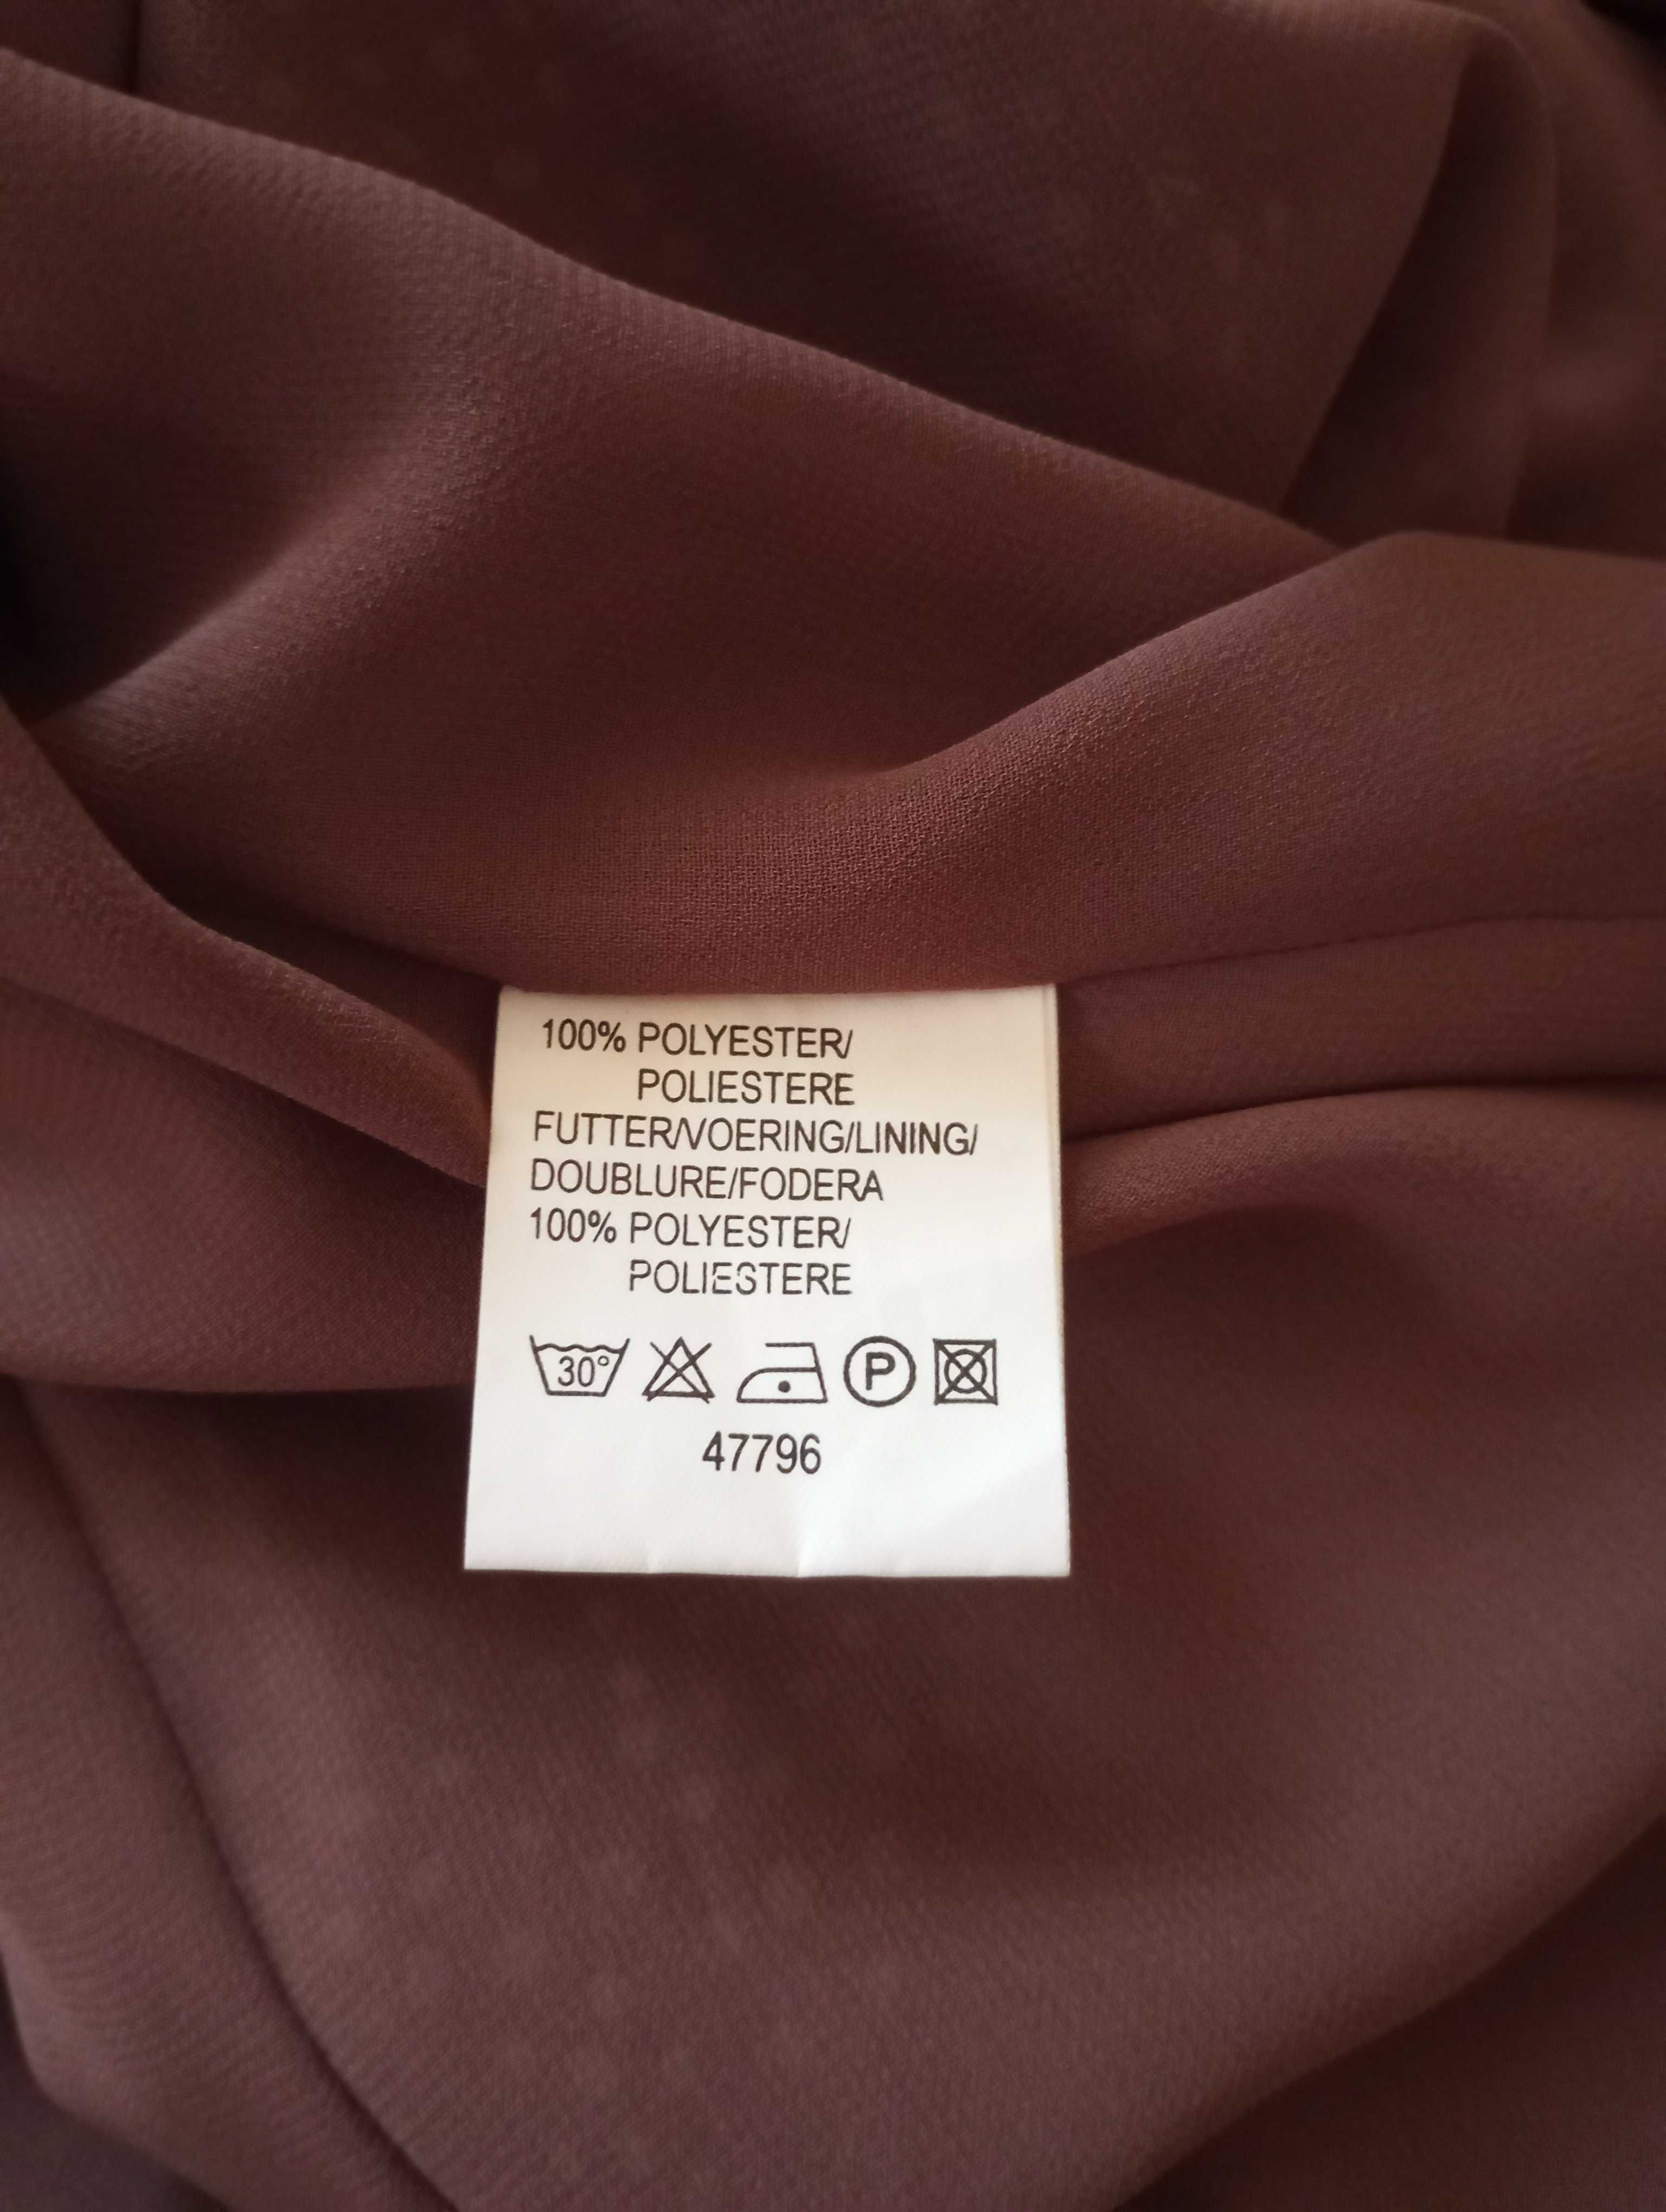 100% POLYESTER/
POLIESTERE
FUTTER/VOERING/LINING/
DOUBLURE/FODERA
100% POLYESTER/
POLIESTERE
30°
P
47796